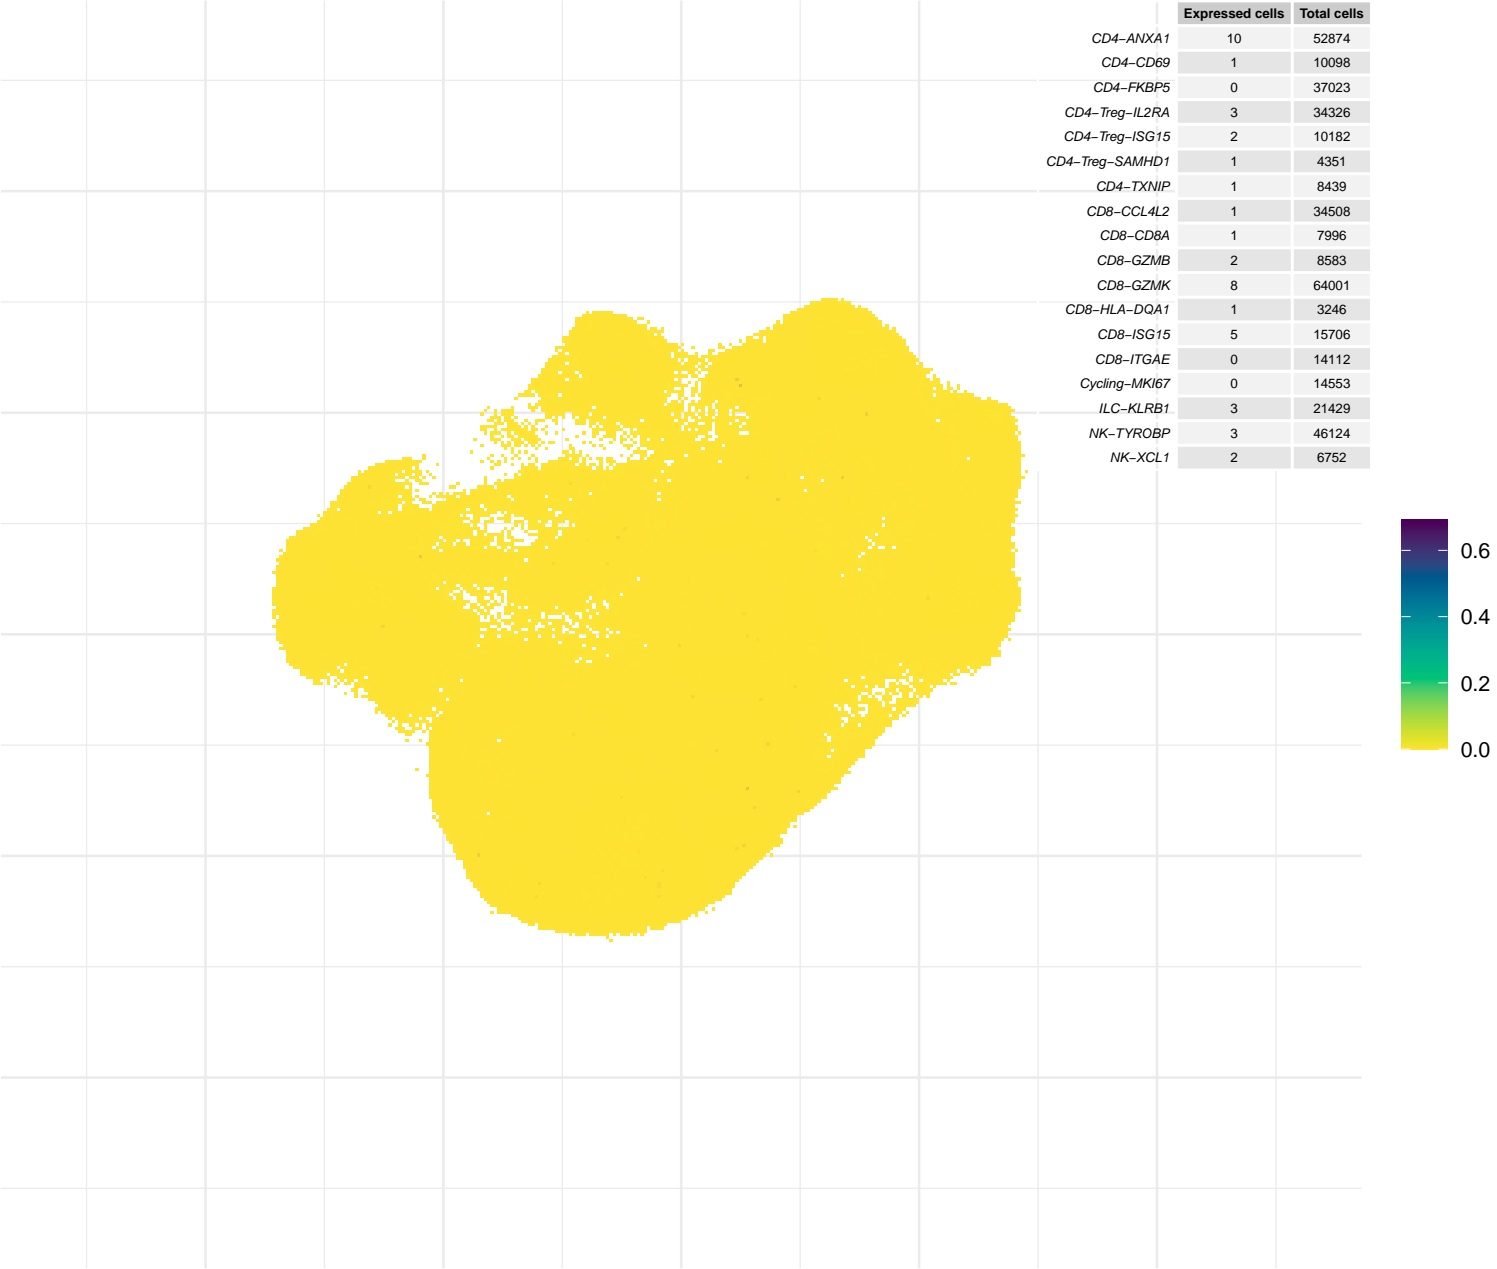 Expressed cells Total cells
CD4−ANXA1 10 52874
CD4−CD69 1 10098
CD4−FKBP5 0 37023
CD4−Treg−IL2RA 3 34326
CD4−Treg−ISG15 2 10182
CD4−Treg−SAMHD1 1 4351
CD4−TXNIP 1 8439
CD8−CCL4L2 1 34508
CD8−CD8A 1 7996
CD8−GZMB 2 8583
CD8−GZMK 8 64001
CD8−HLA−DQA1 1 3246
CD8−ISG15 5 15706
CD8−ITGAE 0 14112
Cycling−MKI67 0 14553
ILC−KLRB1 3 21429
NK−TYROBP 3 46124
NK−XCL1 2 6752
0.6
0.4
0.2
0.0